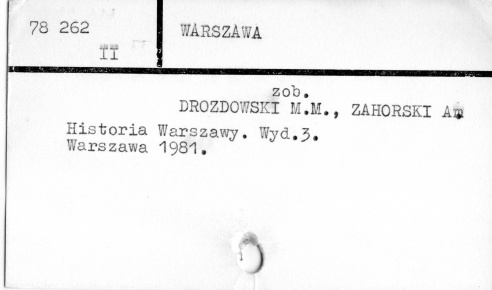 78 262
II
WARSZAWA
zob.
DROZDOWSKI M.M., ZAHORSKI A.
Historia Warszawy. Wyd.3.
Warszawa 1981.